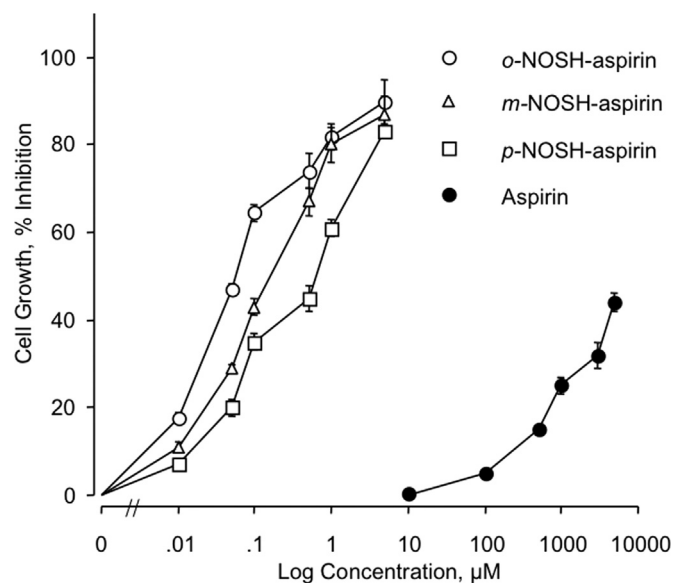 100
80
60
40
20
0
Cell Growth, % Inhibition
o-NOSH-aspirin
m-NOSH-aspirin
p-NOSH-aspirin
Aspirin
0 .01 .1 1 10 100 1000 10000
Log Concentration, µM